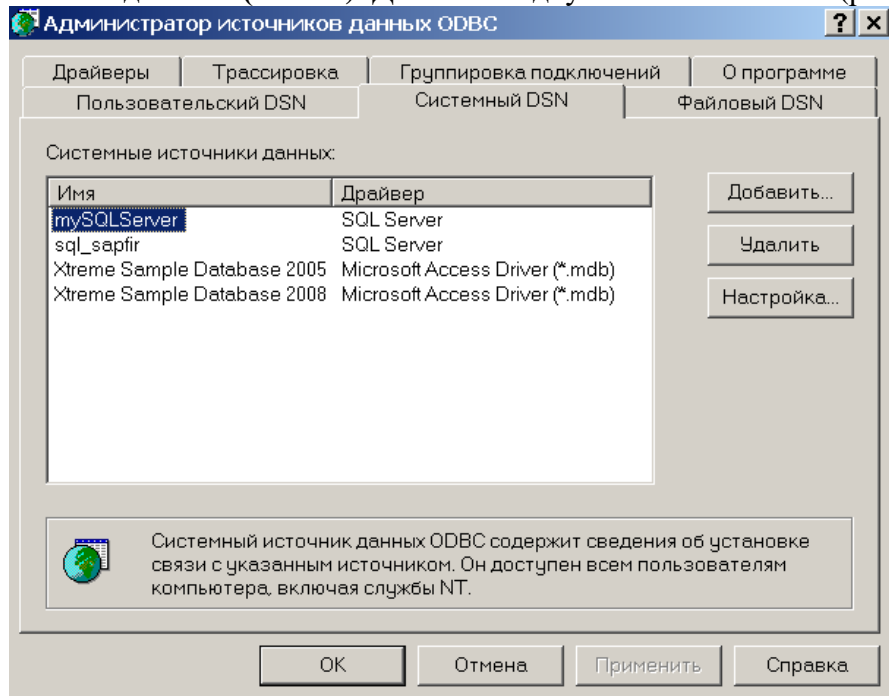 Администратор источников данных ODBC
Драйверы Трассировка Группировка подключений О программе
Пользовательский DSN Системный DSN Файловый DSN
Системные источники данных:
Имя Драйвер
mySQLServer SQL Server
sql_sapfir SQL Server
Xtreme Sample Database 2005 Microsoft Access Driver (*.mdb)
Xtreme Sample Database 2008 Microsoft Access Driver (*.mdb)
Добавить...
Удалить
Настройка...
Системный источник данных ODBC содержит сведения об установке
связи с указанным источником. Он доступен всем пользователям
компьютера, включая службы NT.
OK Отмена Применить Справка